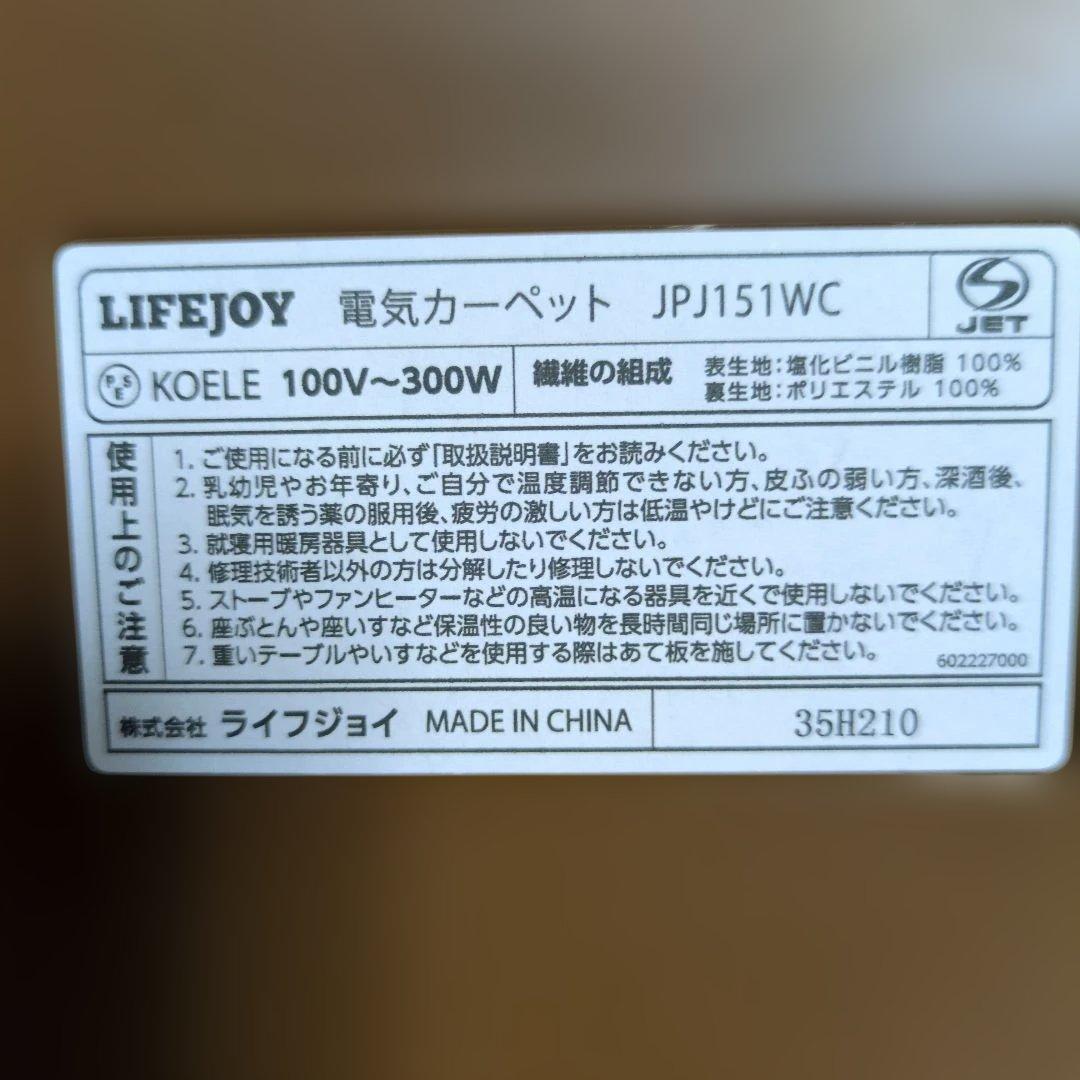 LIFEJOY 電気カーペット JPJ151WC
JET
PSE KOELE 100V～300W 繊維の組成
表生地：塩化ビニル樹脂 100%
裏生地：ポリエステル 100%
使用上のご注意
1. ご使用になる前に必ず「取扱説明書」をお読みください。
2. 乳幼児やお年寄り、ご自分で温度調節できない方、皮ふの弱い方、深酒後、
眠気を誘う薬の服用後、疲労の激しい方は低温やけどにご注意ください。
3. 就寝用暖房器具として使用しないでください。
4. 修理技術者以外の方は分解したり修理しないでください。
5. ストーブやファンヒーターなどの高温になる器具を近くで使用しないでください。
6. 座ぶとんや座いすなど保温性の良い物を長時間同じ場所に置かないでください。
7. 重いテーブルやいすなどを使用する際はあて板を施してください。
602227000
株式会社 ライフジョイ MADE IN CHINA
35H210